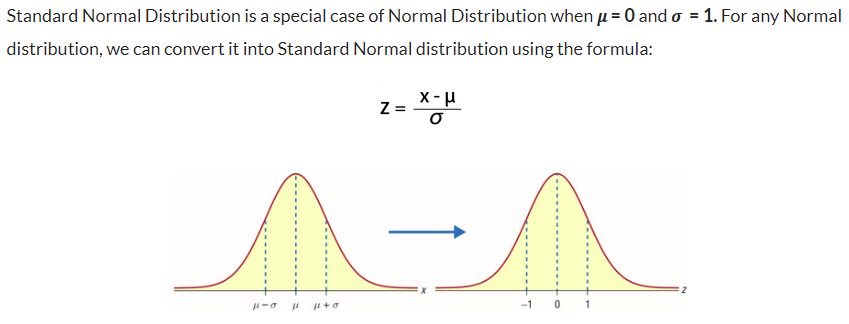 Standard Normal Distribution is a special case of Normal Distribution when μ = 0 and σ = 1. For any Normal
distribution, we can convert it into Standard Normal distribution using the formula:
Z = (x - μ) / σ
μ−σ μ μ+σ x
−1 0 1 z